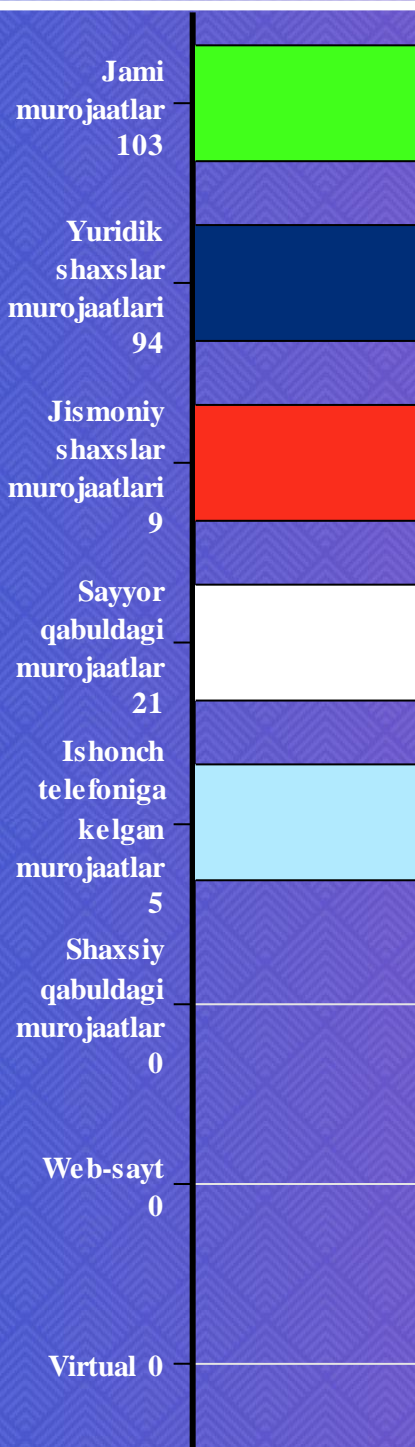 Jami
murojaatlar
103
Yuridik
shaxslar
murojaatlari
94
Jismoniy
shaxslar
murojaatlari
9
Sayyor
qabuldagi
murojaatlar
21
Ishonch
telefoniga
kelgan
murojaatlar
5
Shaxsiy
qabuldagi
murojaatlar
0
Web-sayt
0
Virtual 0